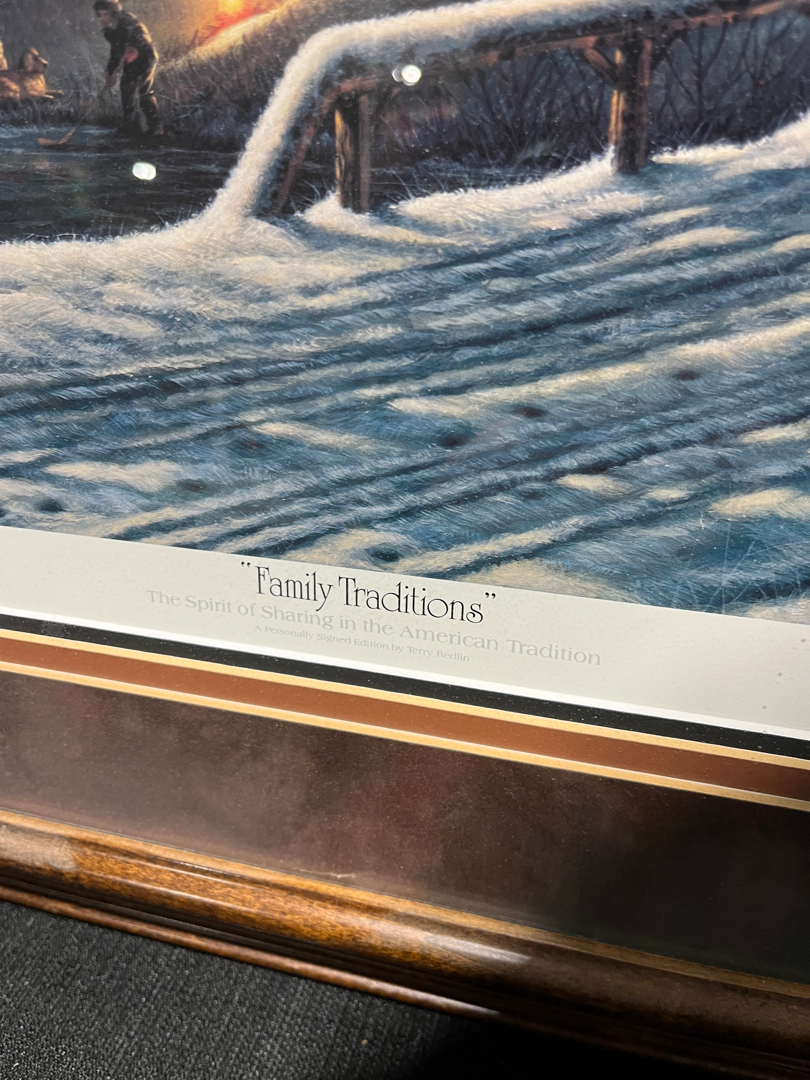 "Family Traditions"
The Spirit of Sharing in the American Tradition
A Personally Signed Edition by Terry Redlin